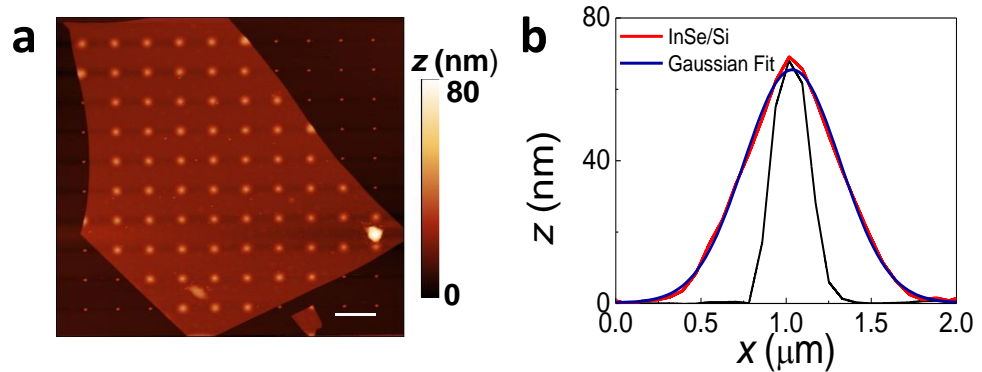 a
z (nm)
80
0
b
80
40
0
z (nm)
InSe/Si
Gaussian Fit
0.0 0.5 1.0 1.5 2.0
x (μm)